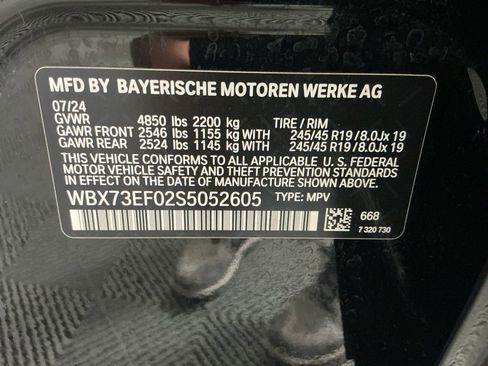 MFD BY BAYERISCHE MOTOREN WERKE AG
07/24
GVWR 4850 lbs 2200 kg TIRE / RIM
GAWR FRONT 2546 lbs 1155 kg WITH 245/45 R19 / 8.0Jx 19
GAWR REAR 2524 lbs 1145 kg WITH 245/45 R19 / 8.0Jx 19
THIS VEHICLE CONFORMS TO ALL APPLICABLE U. S. FEDERAL
MOTOR VEHICLE SAFETY AND THEFT PREVENTION STANDARDS
IN EFFECT ON THE DATE OF MANUFACTURE SHOWN ABOVE.
WBX73EF02S5052605 TYPE: MPV
668
7 320 730